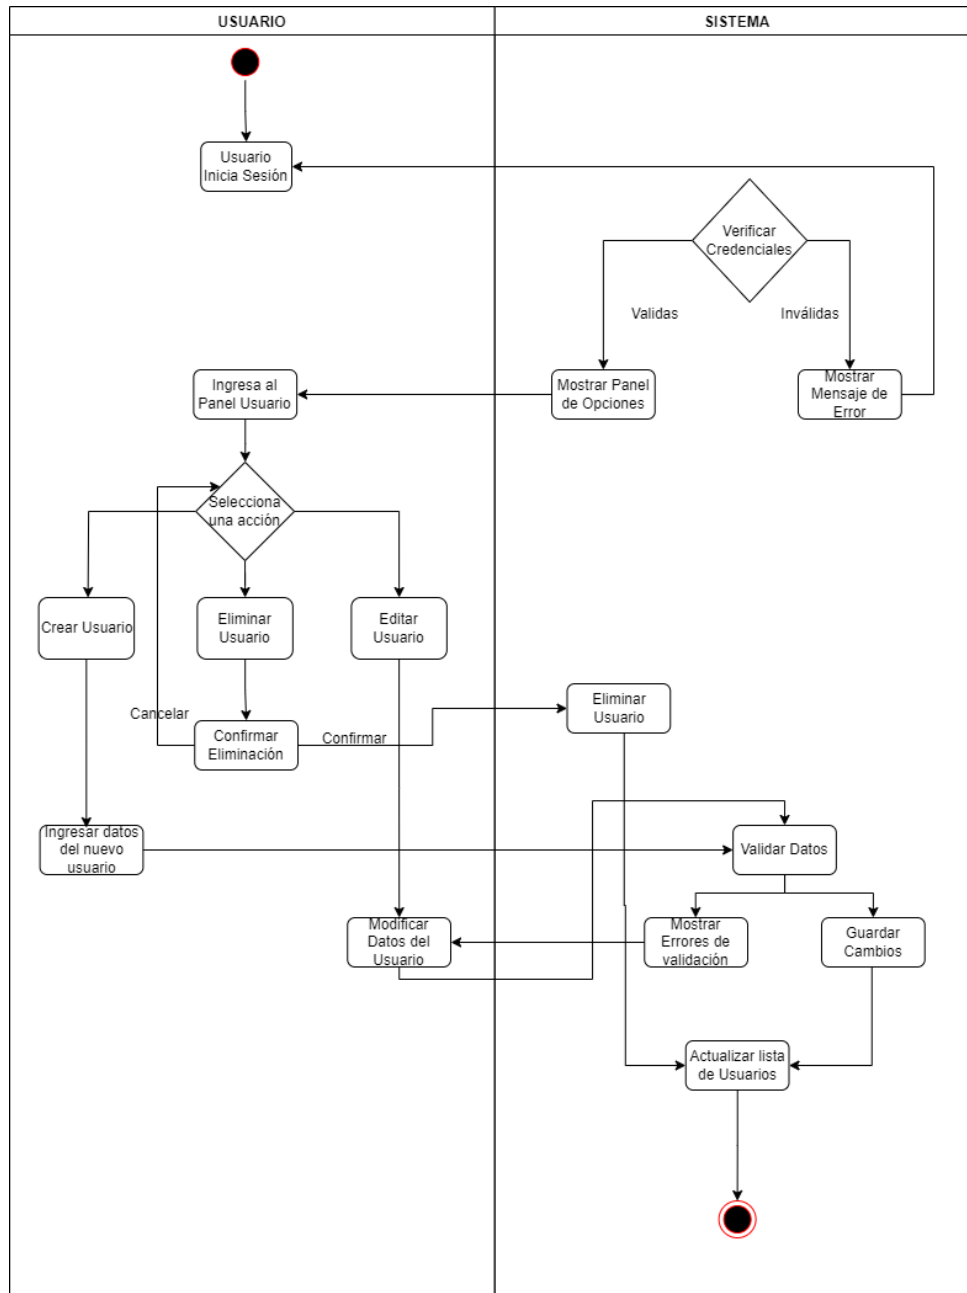 USUARIO
SISTEMA
Usuario
Inicia Sesión
Verificar
Credenciales
Validas
Inválidas
Ingresa al
Panel Usuario
Mostrar Panel
de Opciones
Mostrar
Mensaje de
Error
Selecciona
una acción
Crear Usuario
Eliminar
Usuario
Editar
Usuario
Eliminar
Usuario
Cancelar
Confirmar
Eliminación
Confirmar
Ingresar datos
del nuevo
usuario
Validar Datos
Modificar
Datos del
Usuario
Mostrar
Errores de
validación
Guardar
Cambios
Actualizar lista
de Usuarios